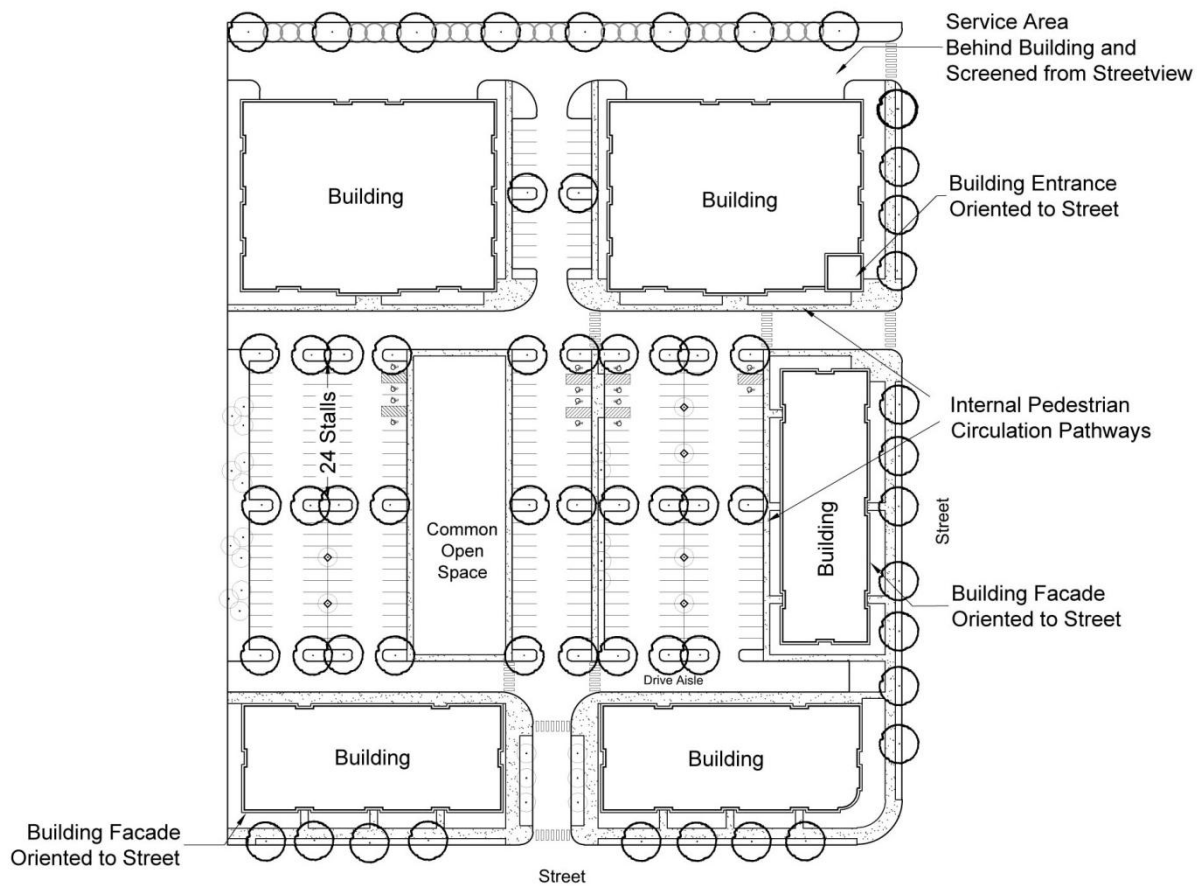 Service Area
Behind Building and
Screened from Streetview
Building
Building
Building Entrance
Oriented to Street
24 Stalls
Internal Pedestrian
Circulation Pathways
Common
Open
Space
Building
Street
Building Facade
Oriented to Street
Drive Aisle
Building
Building
Building Facade
Oriented to Street
Street